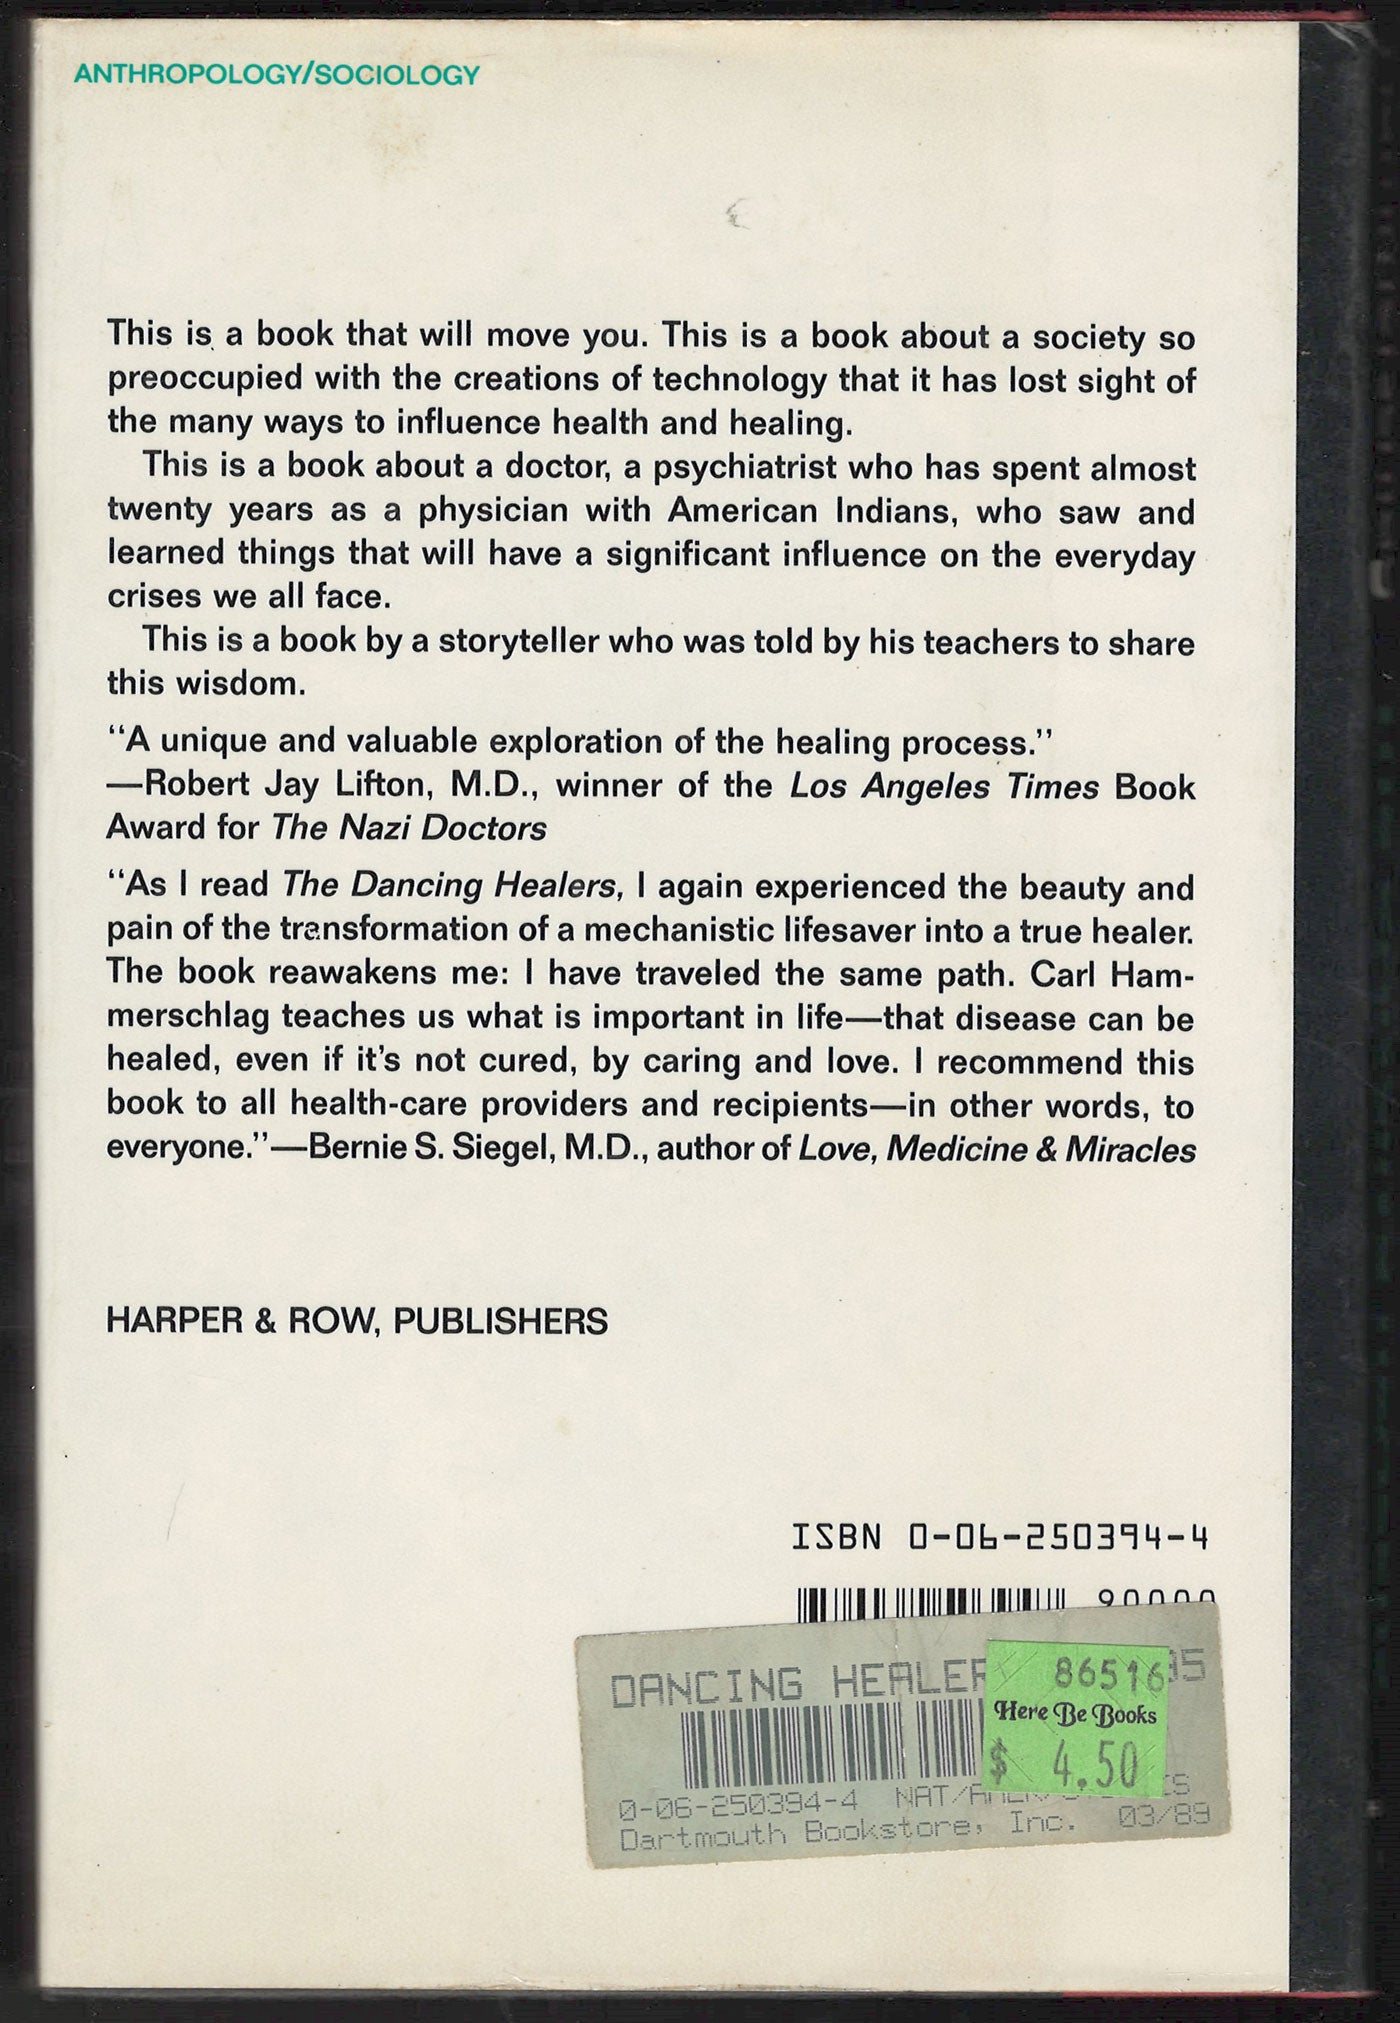 ANTHROPOLOGY/SOCIOLOGY
This is a book that will move you. This is a book about a society so
preoccupied with the creations of technology that it has lost sight of
the many ways to influence health and healing.
This is a book about a doctor, a psychiatrist who has spent almost
twenty years as a physician with American Indians, who saw and
learned things that will have a significant influence on the everyday
crises we all face.
This is a book by a storyteller who was told by his teachers to share
this wisdom.
“A unique and valuable exploration of the healing process.”
—Robert Jay Lifton, M.D., winner of the Los Angeles Times Book
Award for The Nazi Doctors
“As I read The Dancing Healers, I again experienced the beauty and
pain of the transformation of a mechanistic lifesaver into a true healer.
The book reawakens me: I have traveled the same path. Carl Ham-
merschlag teaches us what is important in life—that disease can be
healed, even if it’s not cured, by caring and love. I recommend this
book to all health-care providers and recipients—in other words, to
everyone.”—Bernie S. Siegel, M.D., author of Love, Medicine & Miracles
HARPER & ROW, PUBLISHERS
ISBN 0-06-250394-4
90000
DANCING HEALER
86516
Here Be Books
$ 4.50
0-06-250394-4 NAT/AMER/
Dartmouth Bookstore, Inc. 03/89